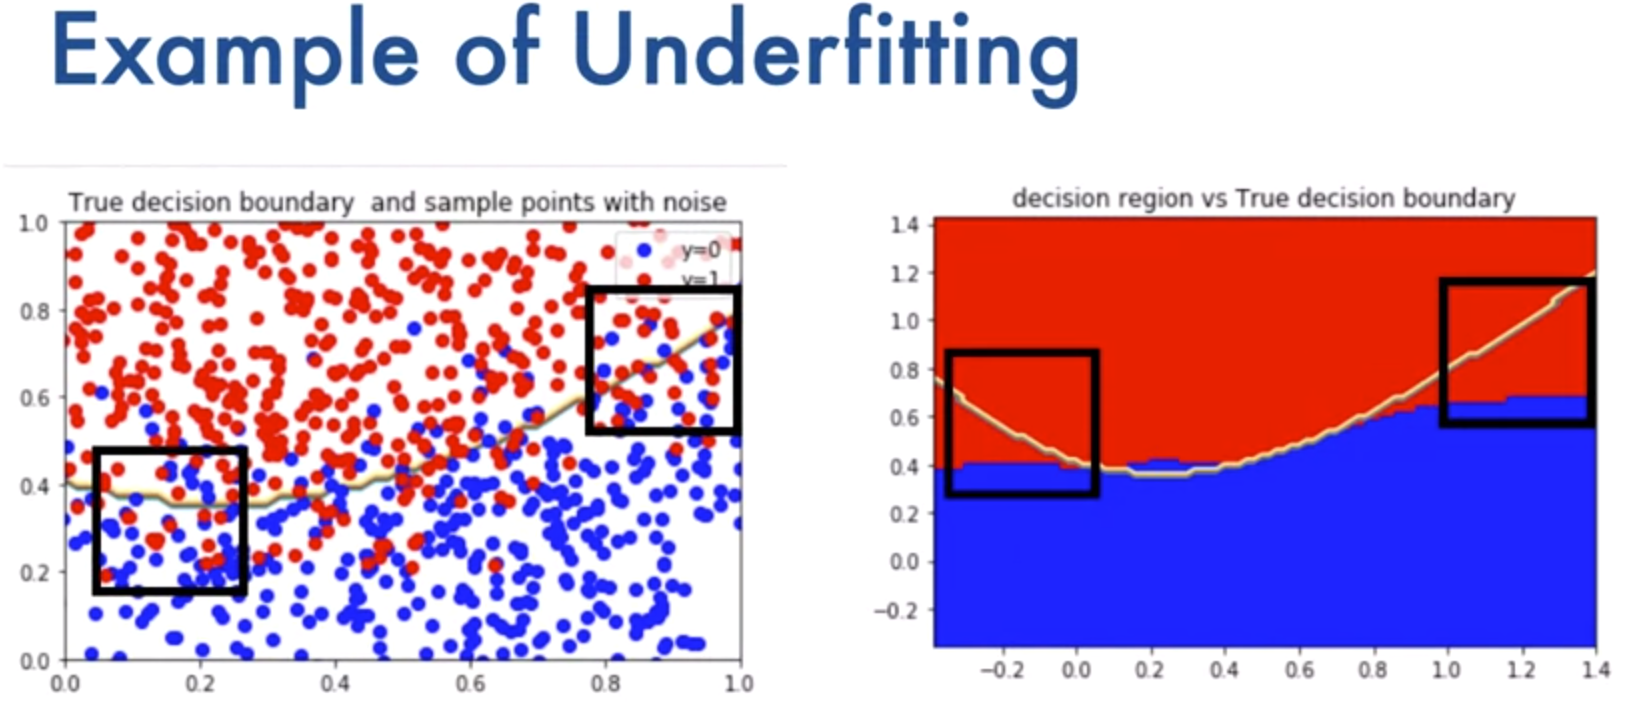 Example of Underfitting
True decision boundary and sample points with noise
1.0
0.8
0.6
0.4
0.2
0.0
0.0 0.2 0.4 0.6 0.8 1.0
y=0
y=1
decision region vs True decision boundary
1.4
1.2
1.0
0.8
0.6
0.4
0.2
0.0
−0.2
−0.2 0.0 0.2 0.4 0.6 0.8 1.0 1.2 1.4